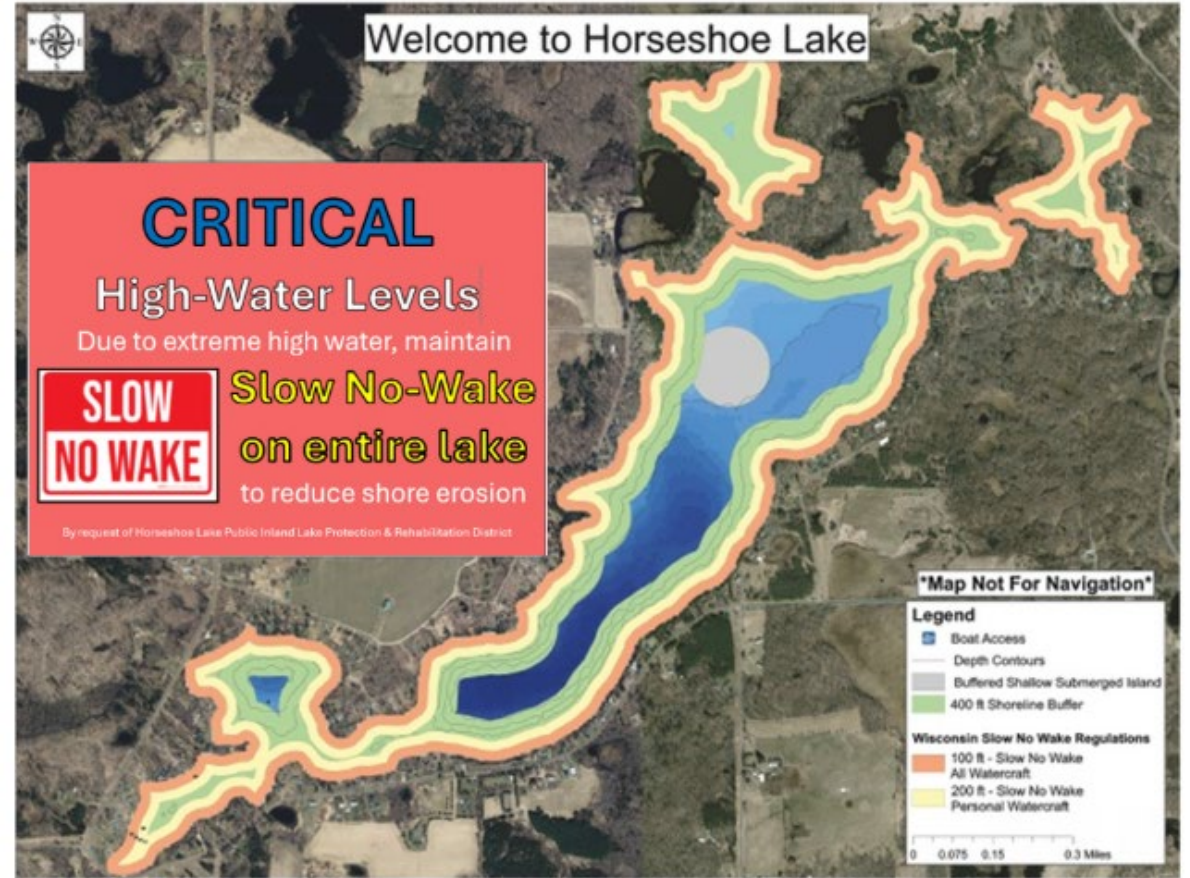 Welcome to Horseshoe Lake
CRITICAL
High-Water Levels
Due to extreme high water, maintain
SLOW
NO WAKE
Slow No-Wake
on entire lake
to reduce shore erosion
By request of Horseshoe Lake Public Inland Lake Protection & Rehabilitation District
*Map Not For Navigation*
Legend
Boat Access
Depth Contours
Buffered Shallow Submerged Island
400 ft Shoreline Buffer
Wisconsin Slow No Wake Regulations
100 ft - Slow No Wake
All Watercraft
200 ft - Slow No Wake
Personal Watercraft
0 0.075 0.15 0.3 Miles